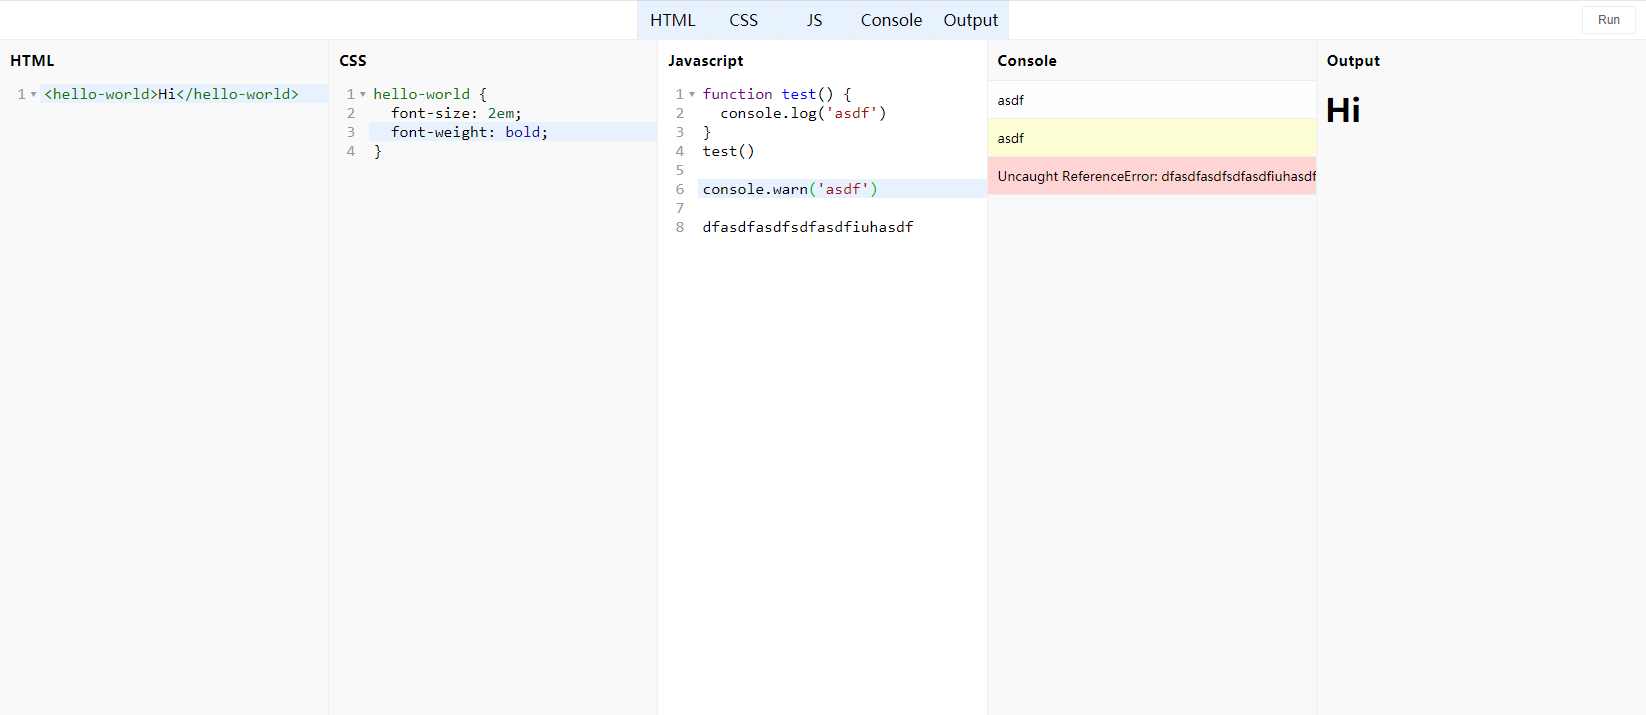 HTML CSS JS Console Output Run
HTML
1 <hello-world>Hi</hello-world>
CSS
1 hello-world {
2 font-size: 2em;
3 font-weight: bold;
4 }
Javascript
1 function test() {
2 console.log('asdf')
3 }
4 test()
5
6 console.warn('asdf')
7
8 dfasdfasdfsdfasdfiuhasdf
Console
asdf
asdf
Uncaught ReferenceError: dfasdfasdfsdfasdfiuhasdf
Output
Hi